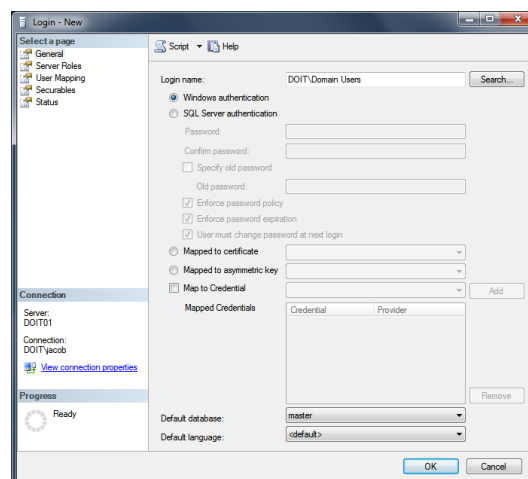 Login - New
Select a page
General
Server Roles
User Mapping
Securables
Status
Script
Help
Login name:
DOIT\Domain Users
Search...
Windows authentication
SQL Server authentication
Password:
Confirm password:
Specify old password
Old password:
Enforce password policy
Enforce password expiration
User must change password at next login
Mapped to certificate
Mapped to asymmetric key
Map to Credential
Add
Mapped Credentials
Credential
Provider
Remove
Default database:
master
Default language:
<default>
Connection
Server:
DOIT01
Connection:
DOIT\jacob
View connection properties
Progress
Ready
OK
Cancel